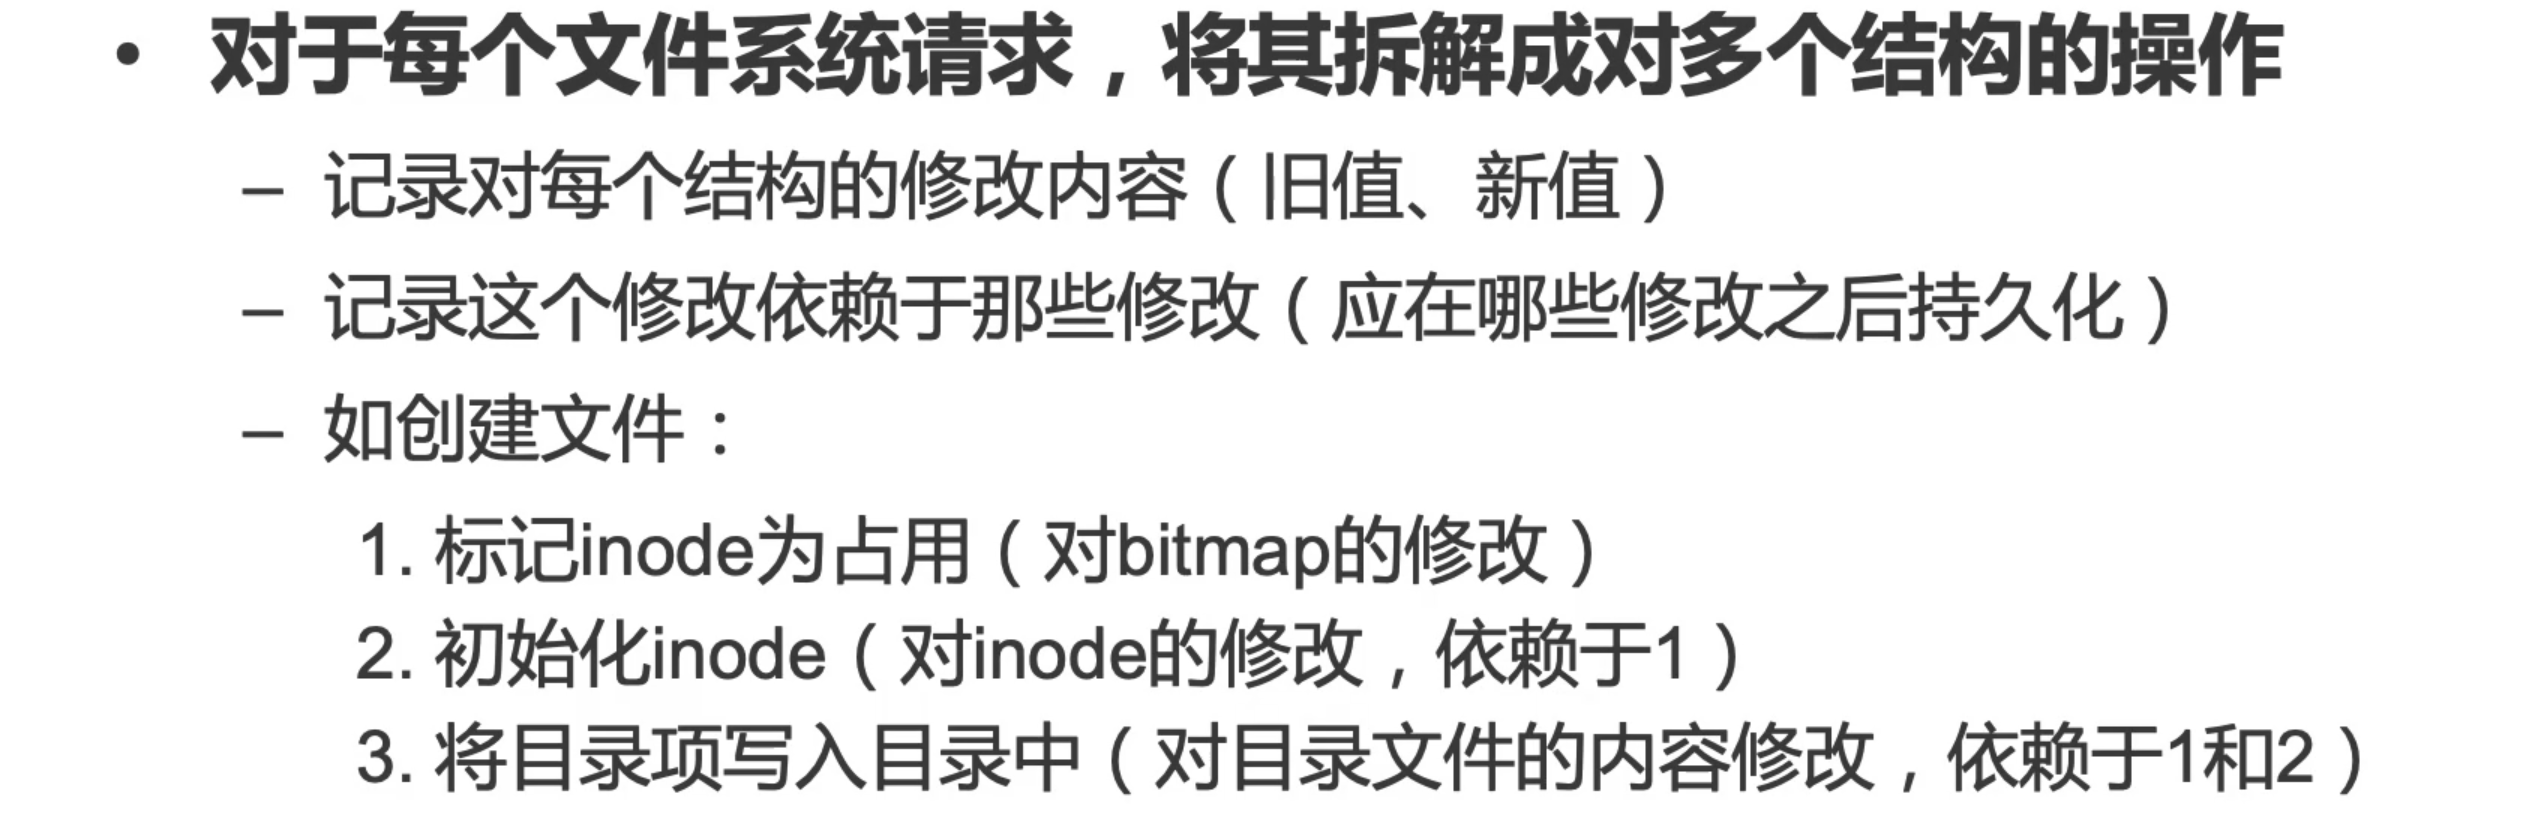 • 对于每个文件系统请求，将其拆解成对多个结构的操作
– 记录对每个结构的修改内容（旧值、新值）
– 记录这个修改依赖于那些修改（应在哪些修改之后持久化）
– 如创建文件：
1. 标记inode为占用（对bitmap的修改）
2. 初始化inode（对inode的修改，依赖于1）
3. 将目录项写入目录中（对目录文件的内容修改，依赖于1和2）